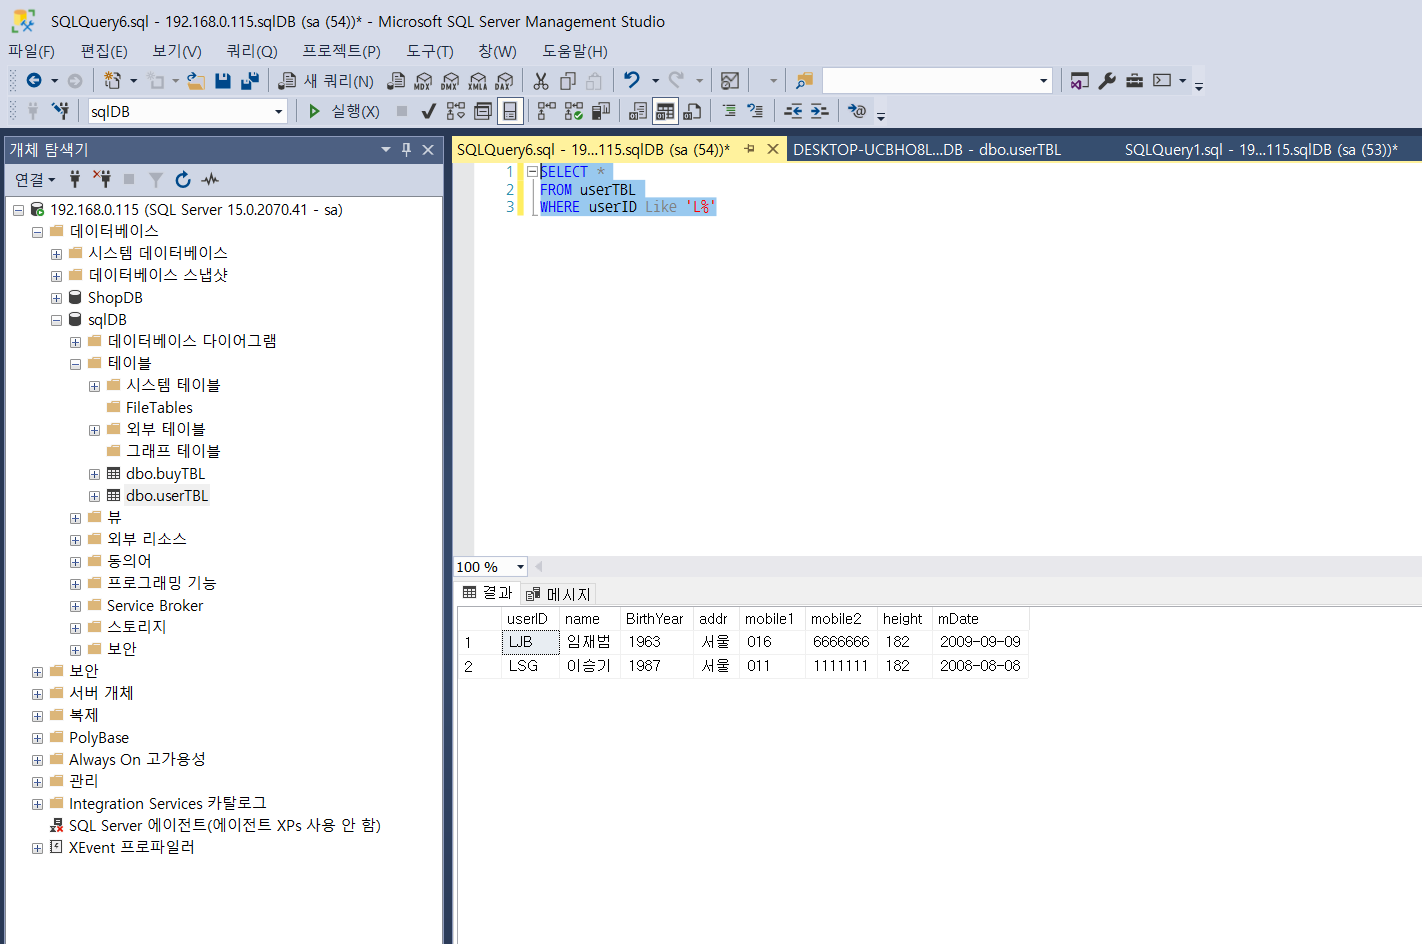 SQLQuery6.sql - 192.168.0.115.sqlDB (sa (54))* - Microsoft SQL Server Management Studio
파일(F) 편집(E) 보기(V) 쿼리(Q) 프로젝트(P) 도구(T) 창(W) 도움말(H)
새 쿼리(N) MDX DMX XMLA DAX
sqlDB 실행(X)
개체 탐색기
연결
192.168.0.115 (SQL Server 15.0.2070.41 - sa)
데이터베이스
시스템 데이터베이스
데이터베이스 스냅샷
ShopDB
sqlDB
데이터베이스 다이어그램
테이블
시스템 테이블
FileTables
외부 테이블
그래프 테이블
dbo.buyTBL
dbo.userTBL
뷰
외부 리소스
동의어
프로그래밍 기능
Service Broker
스토리지
보안
보안
서버 개체
복제
PolyBase
Always On 고가용성
관리
Integration Services 카탈로그
SQL Server 에이전트(에이전트 XPs 사용 안 함)
XEvent 프로파일러
SQLQuery6.sql - 19...115.sqlDB (sa (54))* DESKTOP-UCBHO8L...DB - dbo.userTBL SQLQuery1.sql - 19...115.sqlDB (sa (53))*
1 SELECT *
2 FROM userTBL
3 WHERE userID Like 'L%'
100 %
결과 메시지
userID name BirthYear addr mobile1 mobile2 height mDate
1 LJB 임재범 1963 서울 016 6666666 182 2009-09-09
2 LSG 이승기 1987 서울 011 1111111 182 2008-08-08